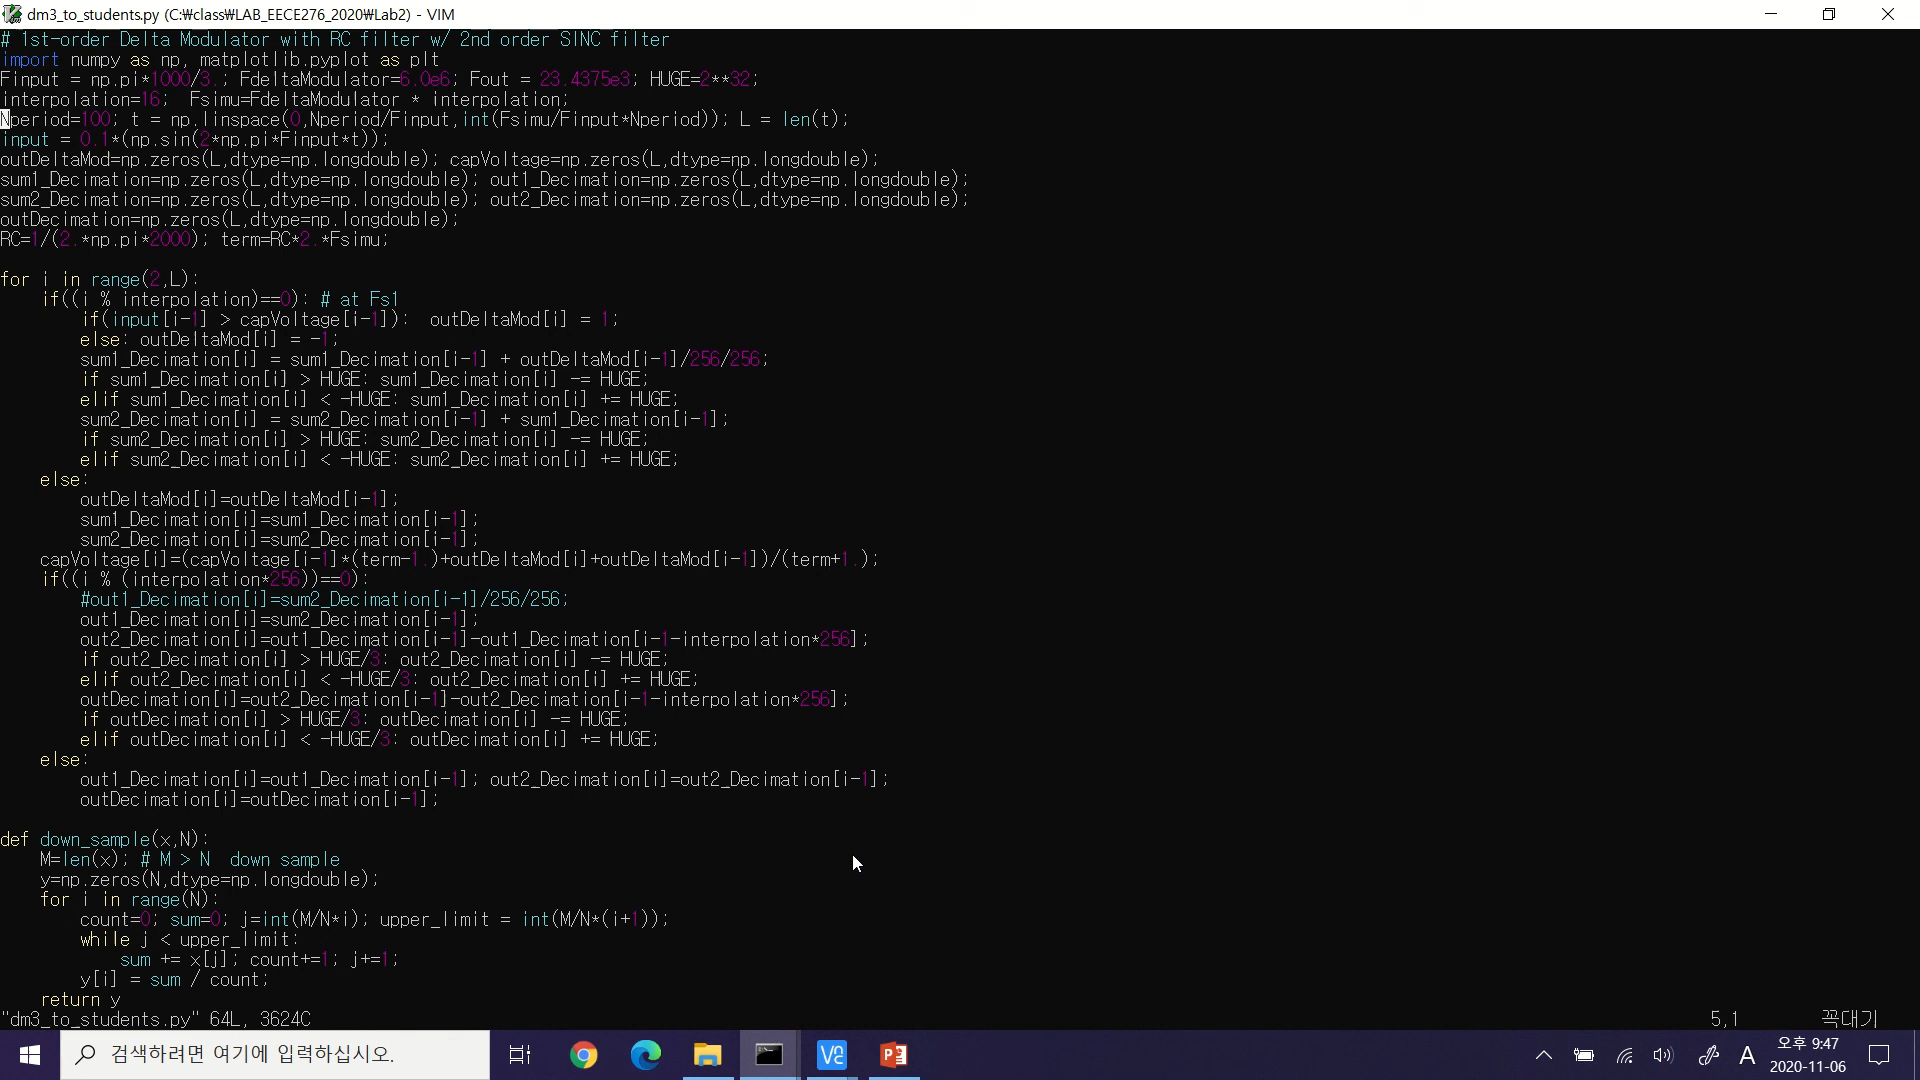 dm3_to_students.py (C:₩class₩LAB_EECE276_2020₩Lab2) - VIM
# 1st-order Delta Modulator with RC filter w/ 2nd order SINC filter
import numpy as np, matplotlib.pyplot as plt
Finput = np.pi*1000/3.; FdeltaModulator=6.0e6; Fout = 23.4375e3; HUGE=2**32;
interpolation=16;  Fsimu=FdeltaModulator * interpolation;
Nperiod=100; t = np.linspace(0,Nperiod/Finput,int(Fsimu/Finput*Nperiod)); L = len(t);
input = 0.1*(np.sin(2*np.pi*Finput*t));
outDeltaMod=np.zeros(L,dtype=np.longdouble); capVoltage=np.zeros(L,dtype=np.longdouble);
sum1_Decimation=np.zeros(L,dtype=np.longdouble); out1_Decimation=np.zeros(L,dtype=np.longdouble);
sum2_Decimation=np.zeros(L,dtype=np.longdouble); out2_Decimation=np.zeros(L,dtype=np.longdouble);
outDecimation=np.zeros(L,dtype=np.longdouble);
RC=1/(2.*np.pi*2000); term=RC*2.*Fsimu;
for i in range(2,L):
    if((i % interpolation)==0): # at Fs1
        if(input[i-1] > capVoltage[i-1]):  outDeltaMod[i] = 1;
        else: outDeltaMod[i] = -1;
        sum1_Decimation[i] = sum1_Decimation[i-1] + outDeltaMod[i-1]/256/256;
        if sum1_Decimation[i] > HUGE: sum1_Decimation[i] -= HUGE;
        elif sum1_Decimation[i] < -HUGE: sum1_Decimation[i] += HUGE;
        sum2_Decimation[i] = sum2_Decimation[i-1] + sum1_Decimation[i-1];
        if sum2_Decimation[i] > HUGE: sum2_Decimation[i] -= HUGE;
        elif sum2_Decimation[i] < -HUGE: sum2_Decimation[i] += HUGE;
    else:
        outDeltaMod[i]=outDeltaMod[i-1];
        sum1_Decimation[i]=sum1_Decimation[i-1];
        sum2_Decimation[i]=sum2_Decimation[i-1];
    capVoltage[i]=(capVoltage[i-1]*(term-1.)+outDeltaMod[i]+outDeltaMod[i-1])/(term+1.);
    if((i % (interpolation*256))==0):
        #out1_Decimation[i]=sum2_Decimation[i-1]/256/256;
        out1_Decimation[i]=sum2_Decimation[i-1];
        out2_Decimation[i]=out1_Decimation[i-1]-out1_Decimation[i-1-interpolation*256];
        if out2_Decimation[i] > HUGE/3: out2_Decimation[i] -= HUGE;
        elif out2_Decimation[i] < -HUGE/3: out2_Decimation[i] += HUGE;
        outDecimation[i]=out2_Decimation[i-1]-out2_Decimation[i-1-interpolation*256];
        if outDecimation[i] > HUGE/3: outDecimation[i] -= HUGE;
        elif outDecimation[i] < -HUGE/3: outDecimation[i] += HUGE;
    else:
        out1_Decimation[i]=out1_Decimation[i-1]; out2_Decimation[i]=out2_Decimation[i-1];
        outDecimation[i]=outDecimation[i-1];
def down_sample(x,N):
    M=len(x); # M > N  down sample
    y=np.zeros(N,dtype=np.longdouble);
    for i in range(N):
        count=0; sum=0; j=int(M/N*i); upper_limit = int(M/N*(i+1));
        while j < upper_limit:
            sum += x[j]; count+=1; j+=1;
        y[i] = sum / count;
    return y
"dm3_to_students.py" 64L, 3624C 5,1 꼭대기
검색하려면 여기에 입력하십시오. A 오후 9:47
2020-11-06